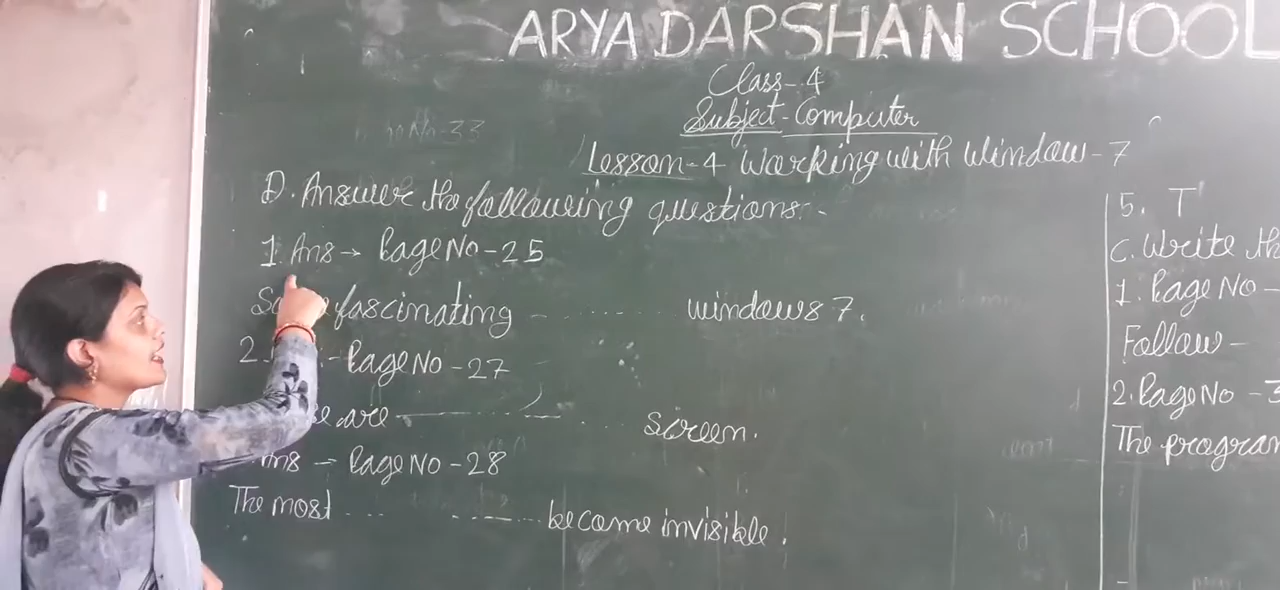 ARYA DARSHAN SCHOOL
Class-4
Subject-Computer
Lesson-4 Working with Window-7
D. Answer the following questions:-
1. Ans → Page No-25
fascinating - ....... windows 7.
2. - Page No-27
are ......... screen.
Ans → Page No-28
The most ... ...... become invisible.
5. T
C. Write th
1. Page No-
Follow-
2. Page No-3
The program